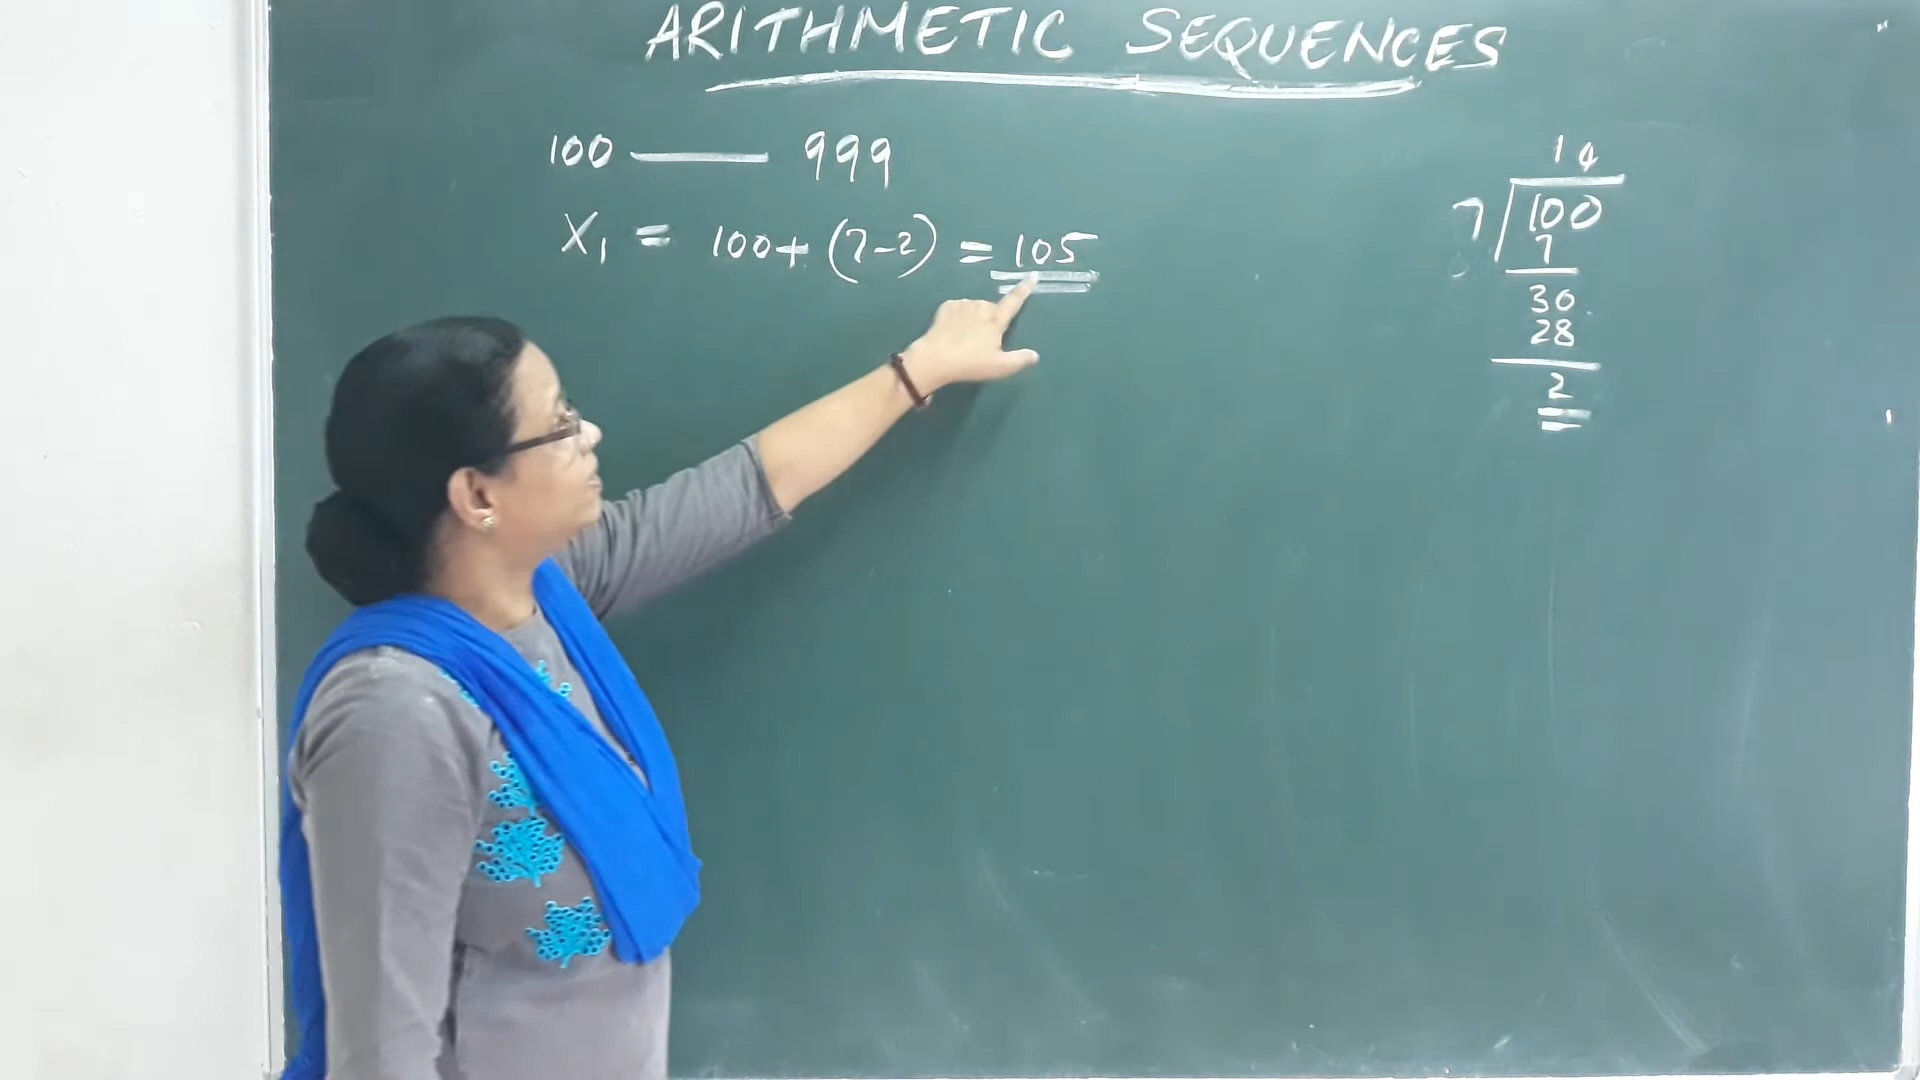 ARITHMETIC SEQUENCES
100 — 999
X₁ = 100+ (7-2) = 105
14
7 100
7
30
28
2